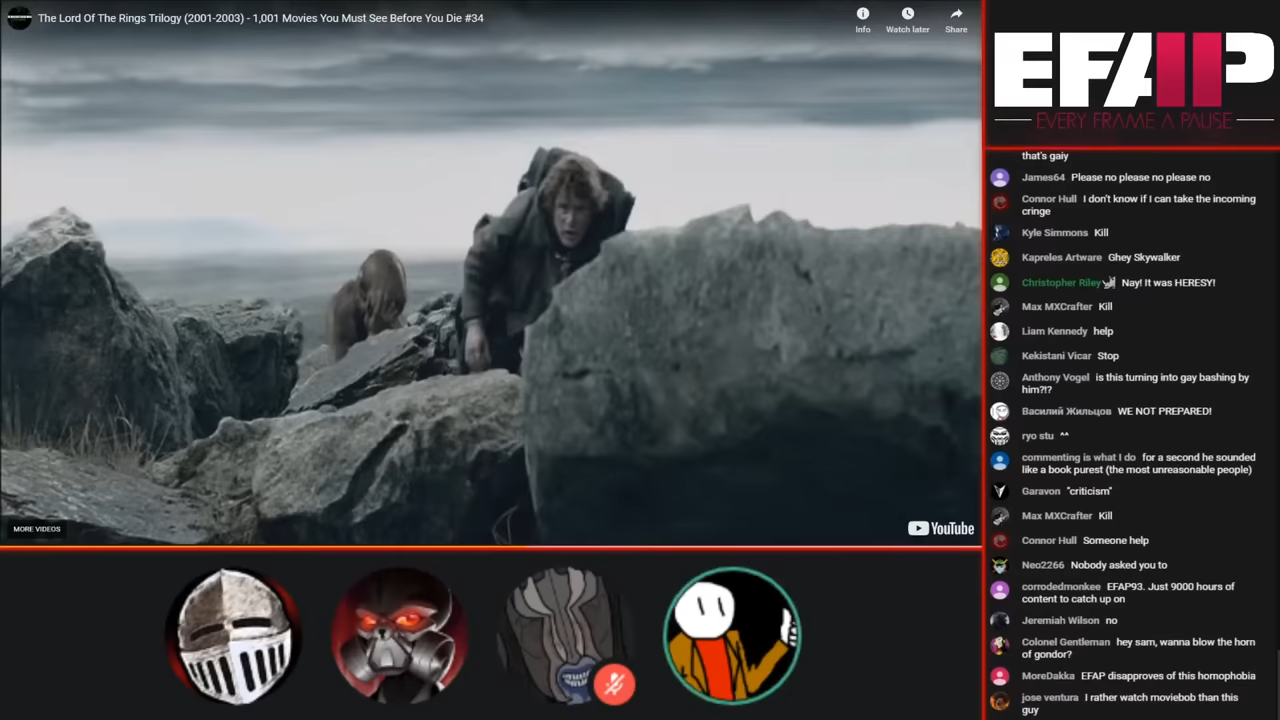 The Lord Of The Rings Trilogy (2001-2003) - 1,001 Movies You Must See Before You Die #34
Info
Watch later
Share
MORE VIDEOS
YouTube
EFAP
EVERY FRAME A PAUSE
that's gaiy
James64 Please no please no please no
Connor Hull I don't know if I can take the incoming
cringe
Kyle Simmons Kill
Kapreles Artware Ghey Skywalker
Christopher Riley Nay! It was HERESY!
Max MXCrafter Kill
Liam Kennedy help
Kekistani Vicar Stop
Anthony Vogel is this turning into gay bashing by
him?!?
Василий Жильцов WE NOT PREPARED!
ryo stu ^^
commenting is what I do for a second he sounded
like a book purest (the most unreasonable people)
Garavon "criticism"
Max MXCrafter Kill
Connor Hull Someone help
Neo2266 Nobody asked you to
corrodedmonkee EFAP93. Just 9000 hours of
content to catch up on
Jeremiah Wilson no
Colonel Gentleman hey sam, wanna blow the horn
of gondor?
MoreDakka EFAP disapproves of this homophobia
jose ventura I rather watch moviebob than this
guy